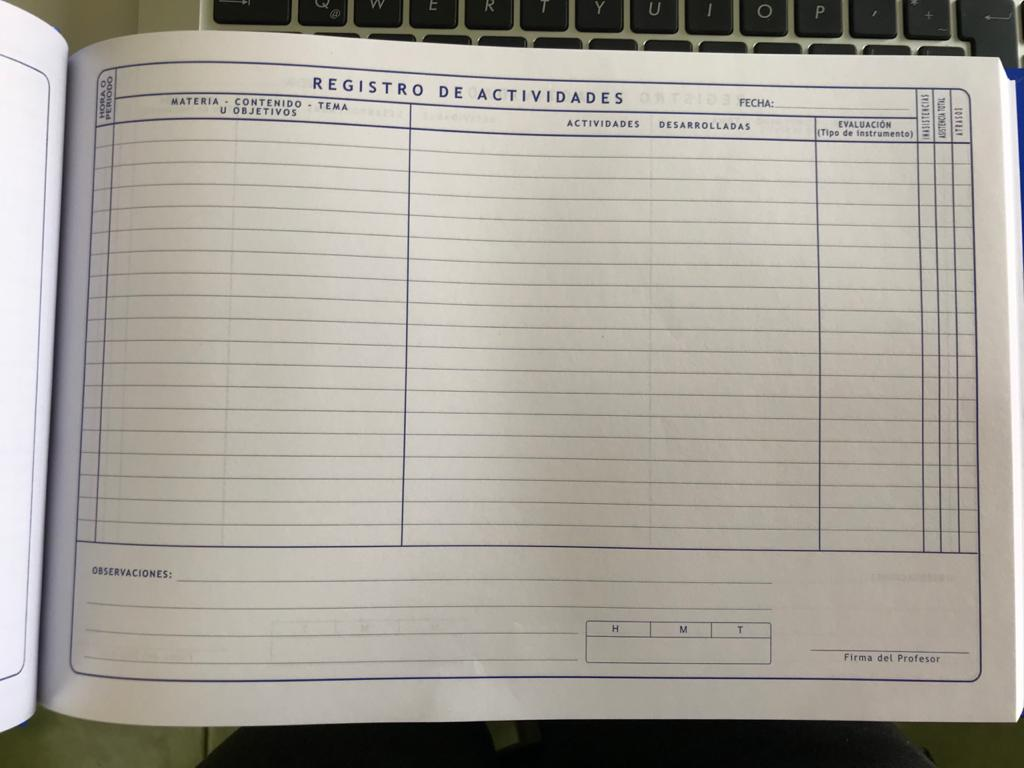 Q W E R T Y U I O P
@
REGISTRO DE ACTIVIDADES
FECHA:
HORA O
PERIODO
MATERIA - CONTENIDO - TEMA
U OBJETIVOS
ACTIVIDADES DESARROLLADAS
EVALUACIÓN
(Tipo de instrumento)
INASISTENCIAS
ASISTENCIA TOTAL
ATRASOS
OBSERVACIONES:
H M T
Firma del Profesor